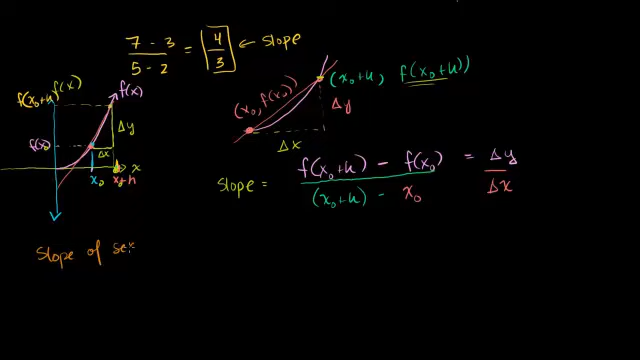 7 - 3
5 - 2
= 4/3 ← slope
f(x)
f(x₀+h)
f(x)
Δy
f(x₀)
Δx
x
x₀
x₀+h
(x₀+h, f(x₀+h))
(x₀, f(x₀))
Δy
Δx
slope = f(x₀+h) - f(x₀) = Δy
(x₀+h) - x₀ Δx
Slope of sec